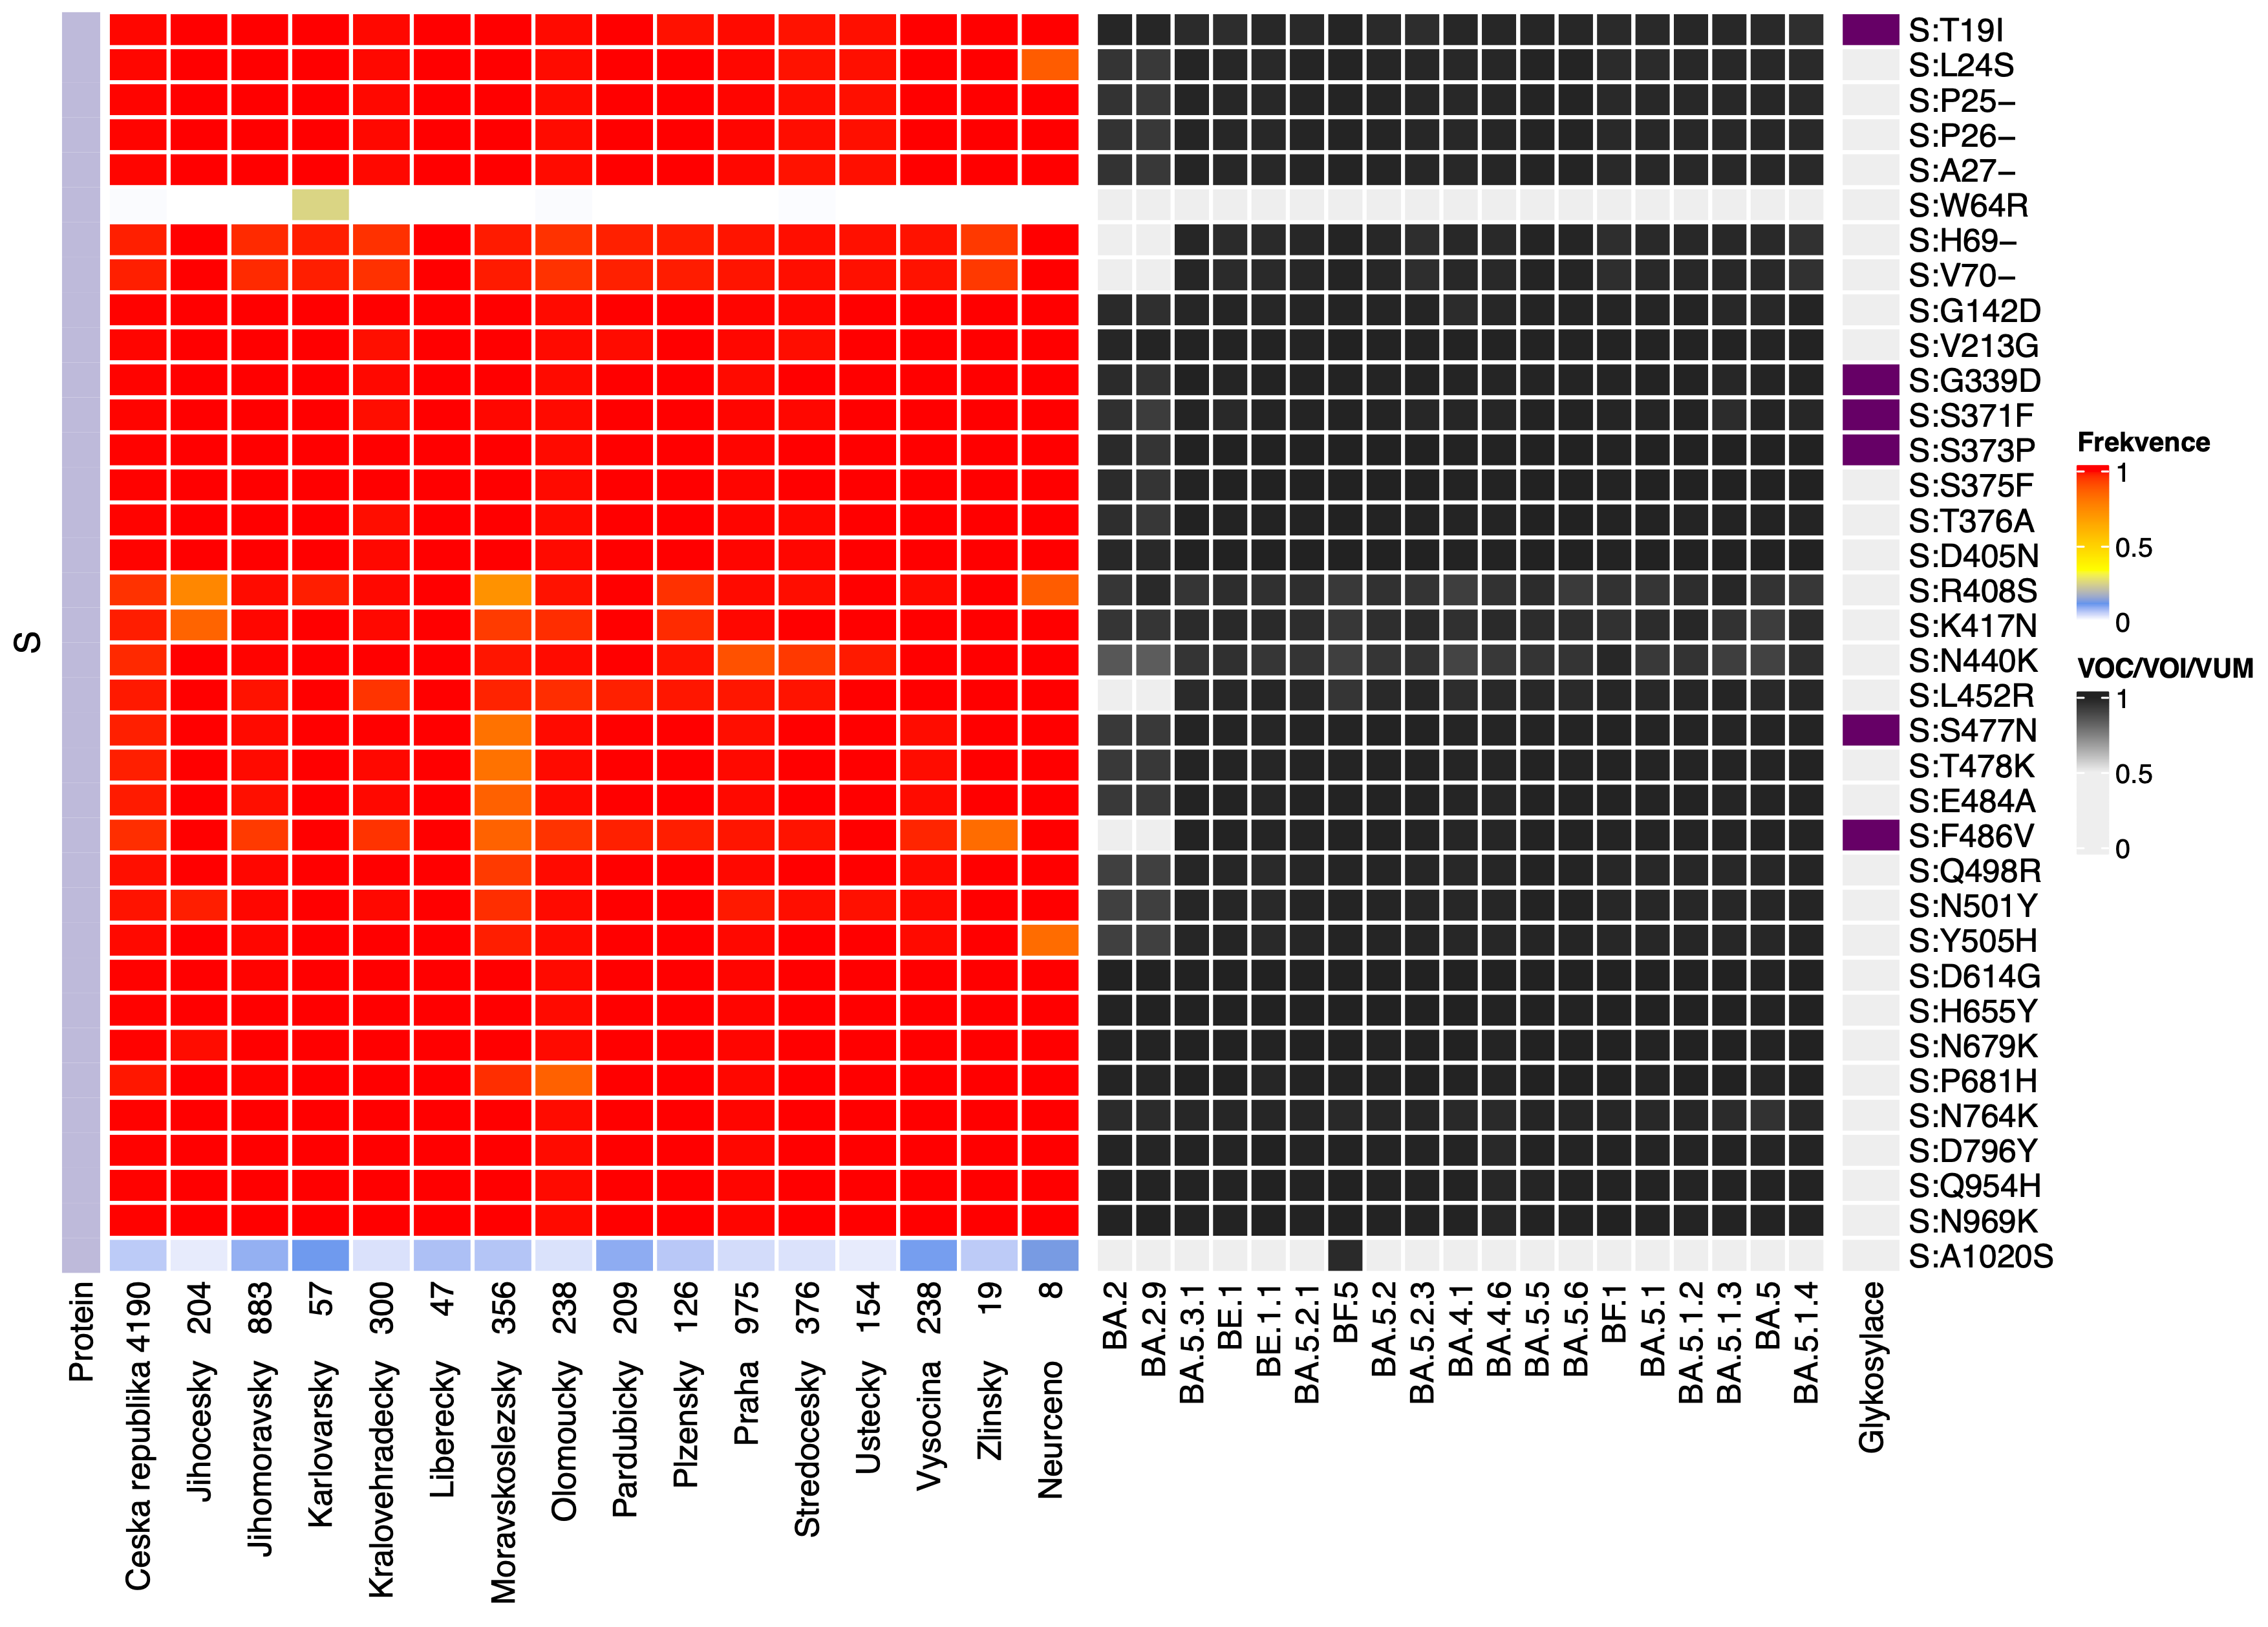 S
S:T19I
S:L24S
S:P25−
S:P26−
S:A27−
S:W64R
S:H69−
S:V70−
S:G142D
S:V213G
S:G339D
S:S371F
S:S373P
S:S375F
S:T376A
S:D405N
S:R408S
S:K417N
S:N440K
S:L452R
S:S477N
S:T478K
S:E484A
S:F486V
S:Q498R
S:N501Y
S:Y505H
S:D614G
S:H655Y
S:N679K
S:P681H
S:N764K
S:D796Y
S:Q954H
S:N969K
S:A1020S
Frekvence
1
0.5
0
VOC/VOI/VUM
1
0.5
0
Protein
Ceska republika 4190
Jihocesky 204
Jihomoravsky 883
Karlovarsky 57
Kralovehradecky 300
Liberecky 47
Moravskoslezsky 356
Olomoucky 238
Pardubicky 209
Plzensky 126
Praha 975
Stredocesky 376
Ustecky 154
Vysocina 238
Zlinsky 19
Neurceno 8
BA.2
BA.2.9
BA.5.3.1
BE.1
BE.1.1
BA.5.2.1
BF.5
BA.5.2
BA.5.2.3
BA.4.1
BA.4.6
BA.5.5
BA.5.6
BF.1
BA.5.1
BA.5.1.2
BA.5.1.3
BA.5
BA.5.1.4
Glykosylace